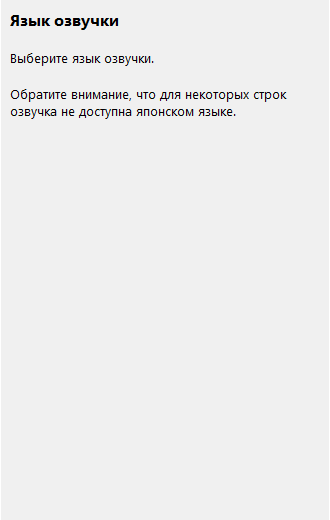 Язык озвучки
Выберите язык озвучки.
Обратите внимание, что для некоторых строк
озвучка не доступна японском языке.